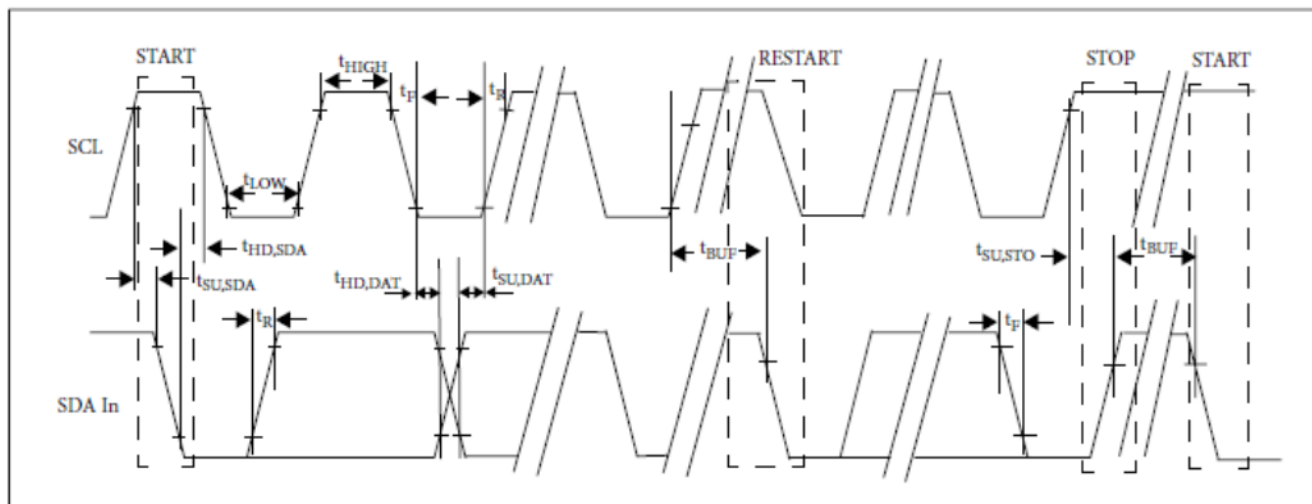 START
RESTART
STOP
START
tHIGH
tF
tR
SCL
tLOW
tHD,SDA
tBUF
tSU,STO
tBUF
tSU,SDA
tHD,DAT
tSU,DAT
tR
tF
SDA In